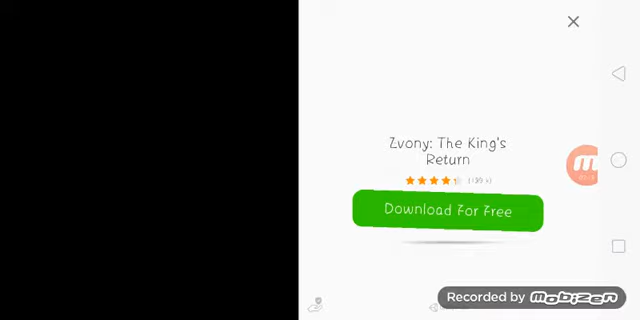 Zvony: The King's
Return
Download For Free
Recorded by MOBIZEN